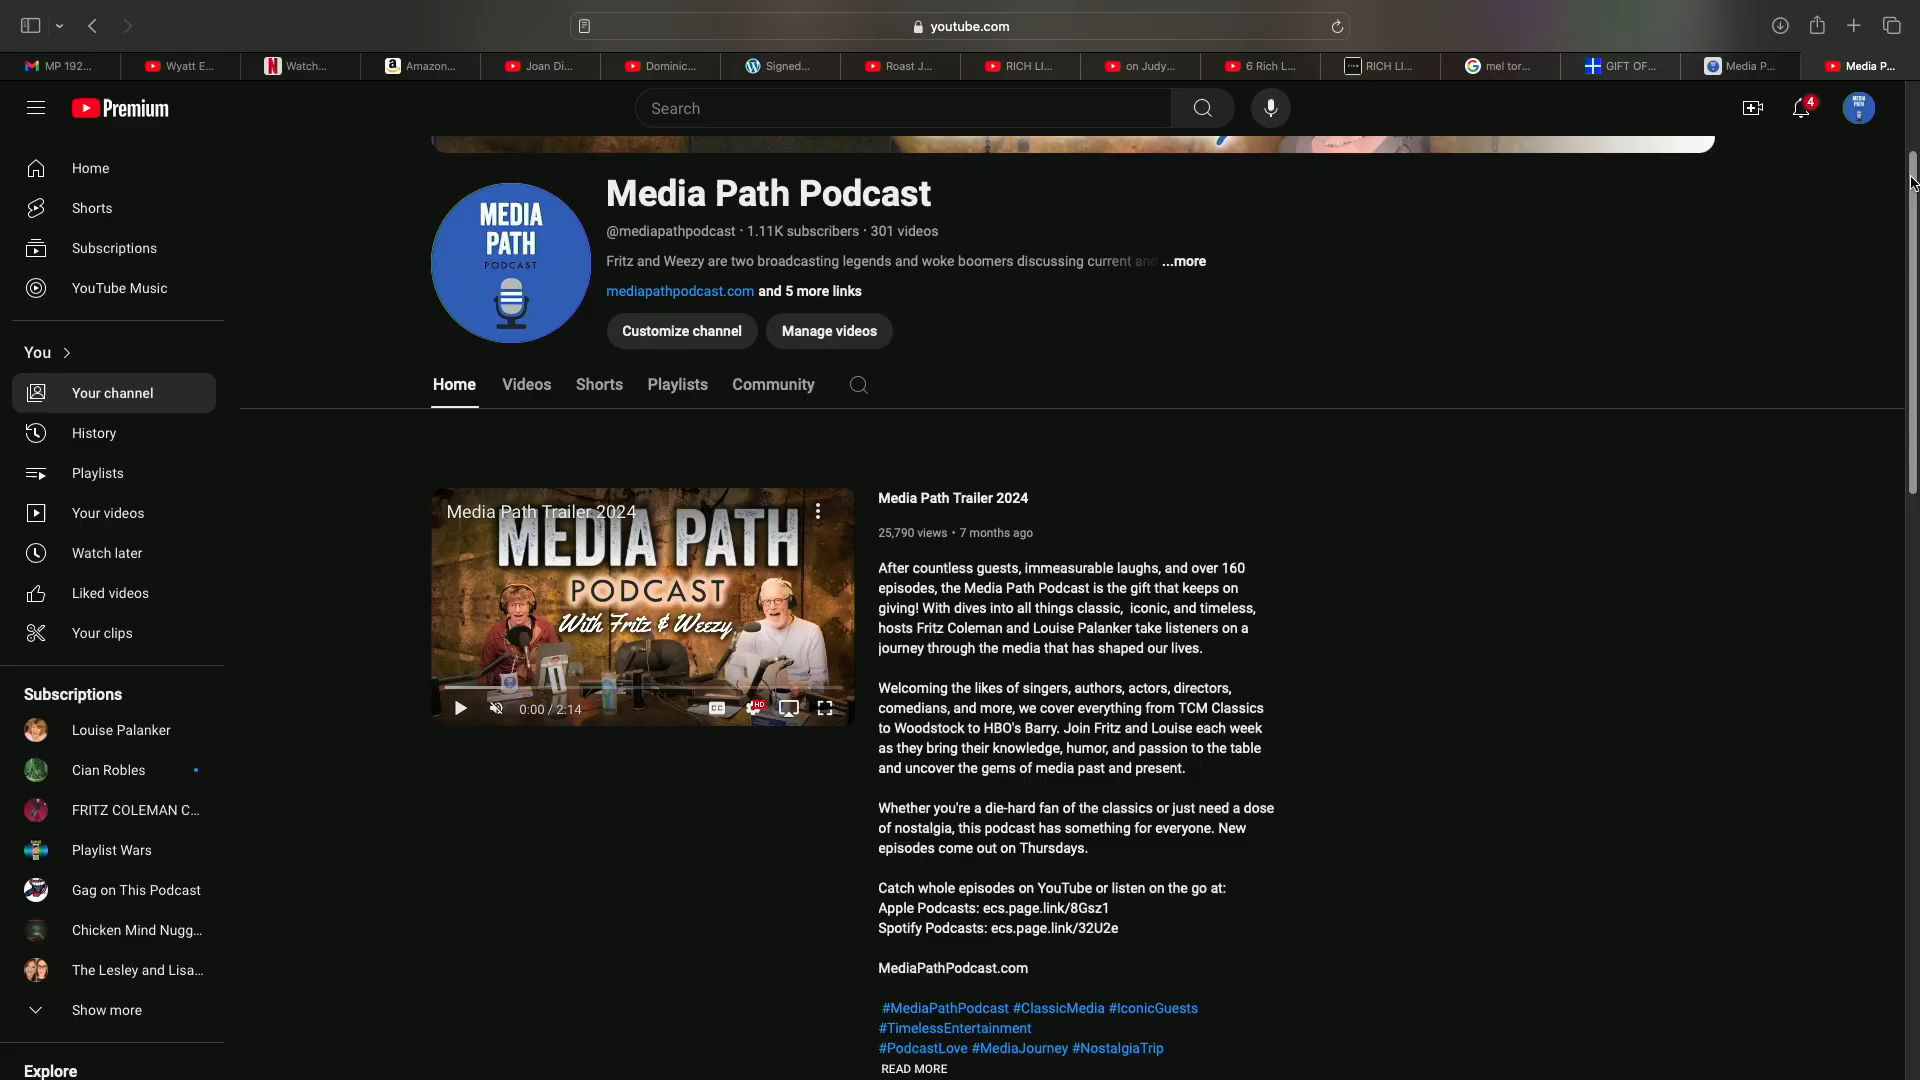 youtube.com
MP 192...
Wyatt E...
Watch...
Amazon...
Joan Di...
Dominic...
Signed...
Roast J...
RICH LI...
on Judy...
6 Rich L...
RICH LI...
mel tor...
GIFT OF...
Media P...
Media P...
Premium
Search
4
Home
Shorts
Subscriptions
YouTube Music
You
Your channel
History
Playlists
Your videos
Watch later
Liked videos
Your clips
Subscriptions
Louise Palanker
Cian Robles
FRITZ COLEMAN C...
Playlist Wars
Gag on This Podcast
Chicken Mind Nugg...
The Lesley and Lisa...
Show more
Explore
MEDIA
PATH
PODCAST
Media Path Podcast
@mediapathpodcast • 1.11K subscribers • 301 videos
Fritz and Weezy are two broadcasting legends and woke boomers discussing current and ...more
mediapathpodcast.com and 5 more links
Customize channel
Manage videos
Home
Videos
Shorts
Playlists
Community
Media Path Trailer 2024
MEDIA PATH
PODCAST
With Fritz & Weezy
0:00 / 2:14
CC
HD
Media Path Trailer 2024
25,790 views • 7 months ago
After countless guests, immeasurable laughs, and over 160
episodes, the Media Path Podcast is the gift that keeps on
giving! With dives into all things classic, iconic, and timeless,
hosts Fritz Coleman and Louise Palanker take listeners on a
journey through the media that has shaped our lives.
Welcoming the likes of singers, authors, actors, directors,
comedians, and more, we cover everything from TCM Classics
to Woodstock to HBO's Barry. Join Fritz and Louise each week
as they bring their knowledge, humor, and passion to the table
and uncover the gems of media past and present.
Whether you're a die-hard fan of the classics or just need a dose
of nostalgia, this podcast has something for everyone. New
episodes come out on Thursdays.
Catch whole episodes on YouTube or listen on the go at:
Apple Podcasts: ecs.page.link/8Gsz1
Spotify Podcasts: ecs.page.link/32U2e
MediaPathPodcast.com
#MediaPathPodcast #ClassicMedia #IconicGuests
#TimelessEntertainment
#PodcastLove #MediaJourney #NostalgiaTrip
READ MORE